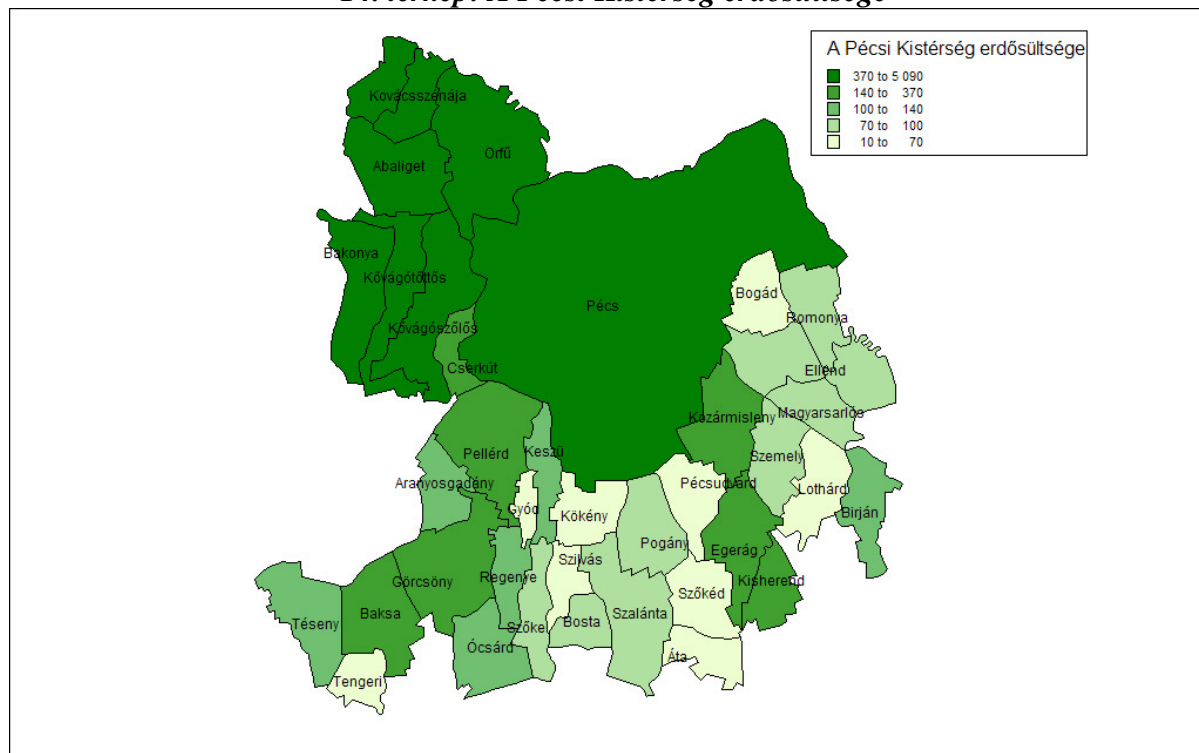 A Pécsi Kistérség erdősültsége
370 to 5 090
140 to 370
100 to 140
70 to 100
10 to 70
Kovácsszénája
Orfű
Abaliget
Bakonya
Kővágótöttős
Pécs
Bogád
Romonya
Kővágószőlős
Cserkút
Ellend
Kozármisleny
Magyarsarlós
Pellérd
Keszü
Szemely
Aranyosgadány
Pécsudvard
Lothárd
Gyód
Kökény
Birján
Pogány
Egerág
Szilvás
Görcsöny
Regenye
Kisherend
Szőkéd
Baksa
Szalánta
Téseny
Bosta
Ócsárd
Áta
Tengeri